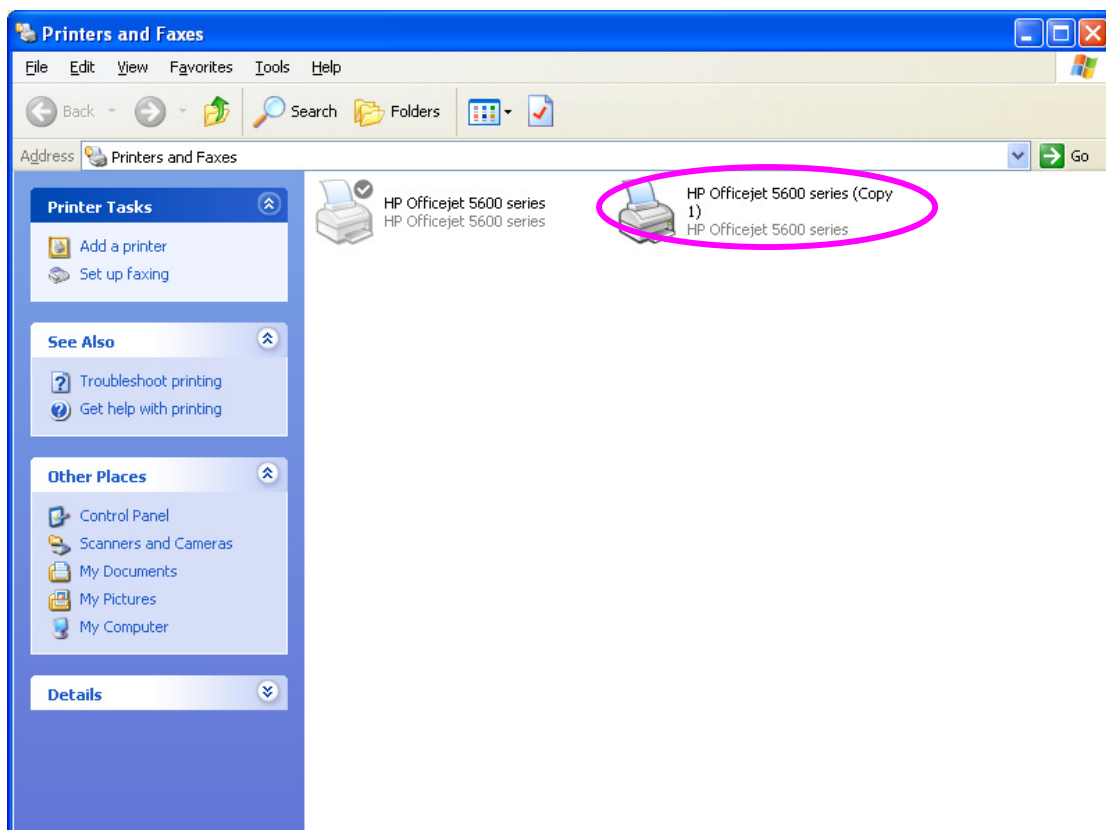 Printers and Faxes
File Edit View Favorites Tools Help
Back Search Folders
Address Printers and Faxes Go
Printer Tasks
Add a printer
Set up faxing
See Also
Troubleshoot printing
Get help with printing
Other Places
Control Panel
Scanners and Cameras
My Documents
My Pictures
My Computer
Details
HP Officejet 5600 series
HP Officejet 5600 series
HP Officejet 5600 series (Copy
1)
HP Officejet 5600 series